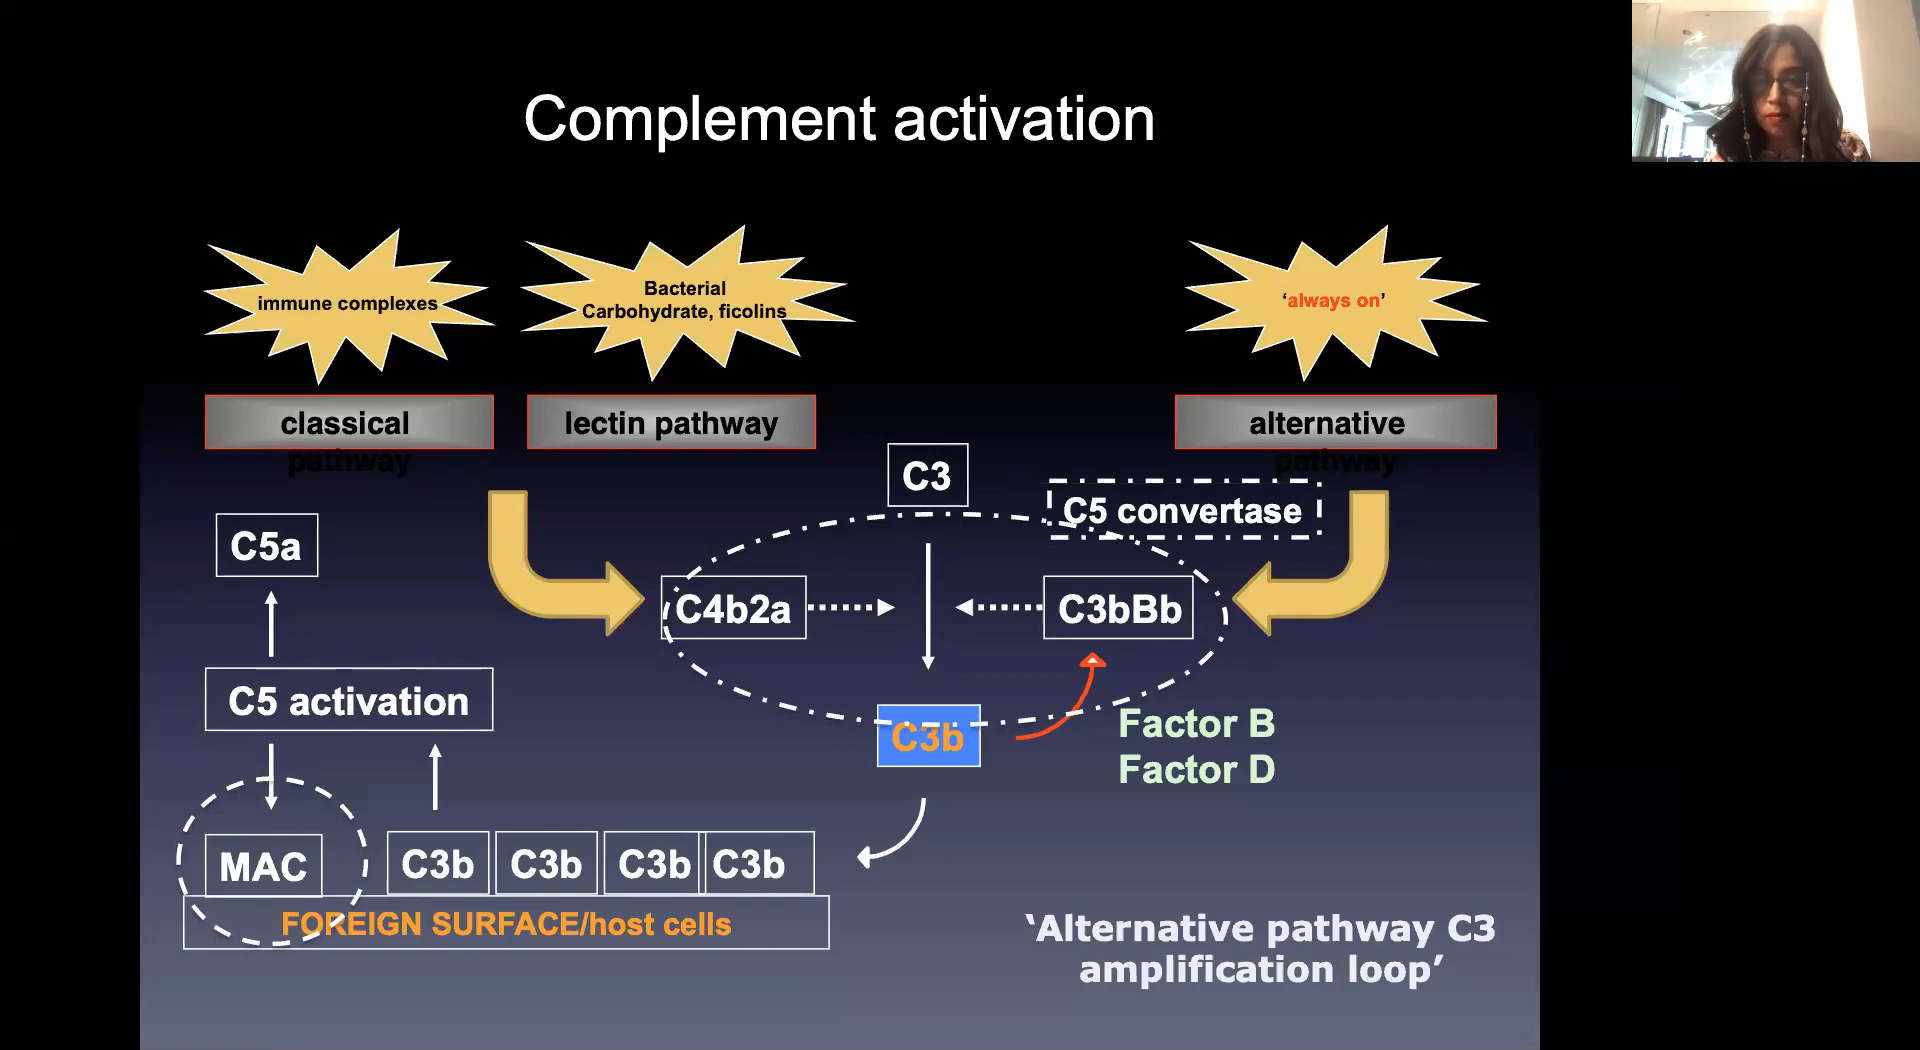 Complement activation
immune complexes
Bacterial
Carbohydrate, ficolins
‘always on’
classical
pathway
lectin pathway
alternative
pathway
C3
C5 convertase
C5a
C4b2a
C3bBb
C5 activation
C3b
Factor B
Factor D
MAC
C3b
C3b
C3b
C3b
FOREIGN SURFACE/host cells
‘Alternative pathway C3
amplification loop’